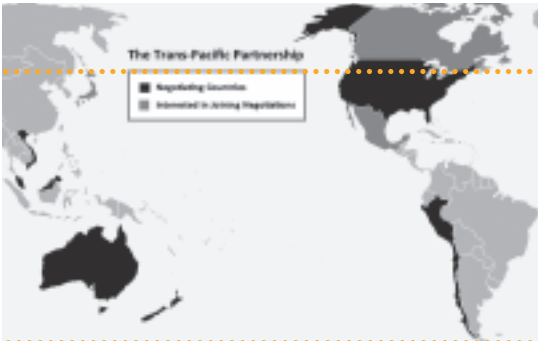 The Trans-Pacific Partnership
Negotiating Countries
Interested in Joining Negotiations